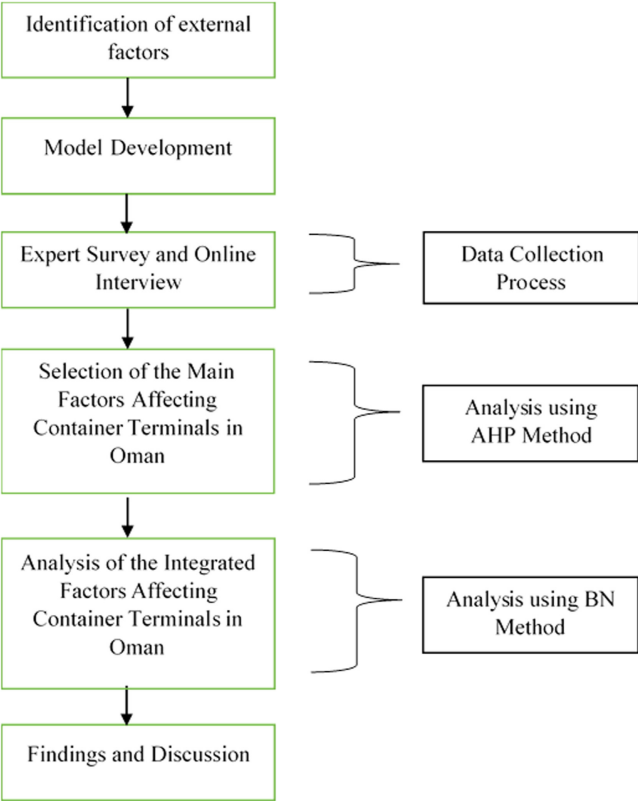 Identification of external
factors
Model Development
Expert Survey and Online
Interview
Data Collection
Process
Selection of the Main
Factors Affecting
Container Terminals in
Oman
Analysis using
AHP Method
Analysis of the Integrated
Factors Affecting
Container Terminals in
Oman
Analysis using BN
Method
Findings and Discussion